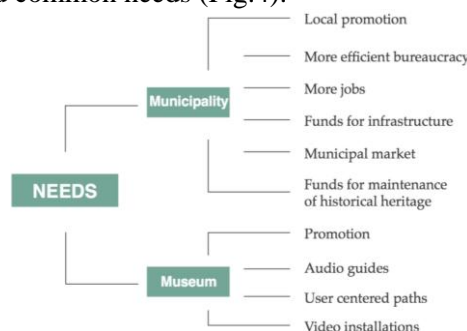 d common needs (Fig.4).
Local promotion
More efficient bureaucracy
Municipality
More jobs
Funds for infrastructure
Municipal market
Funds for maintenance
of historical heritage
NEEDS
Promotion
Audio guides
Museum
User centered paths
Video installations